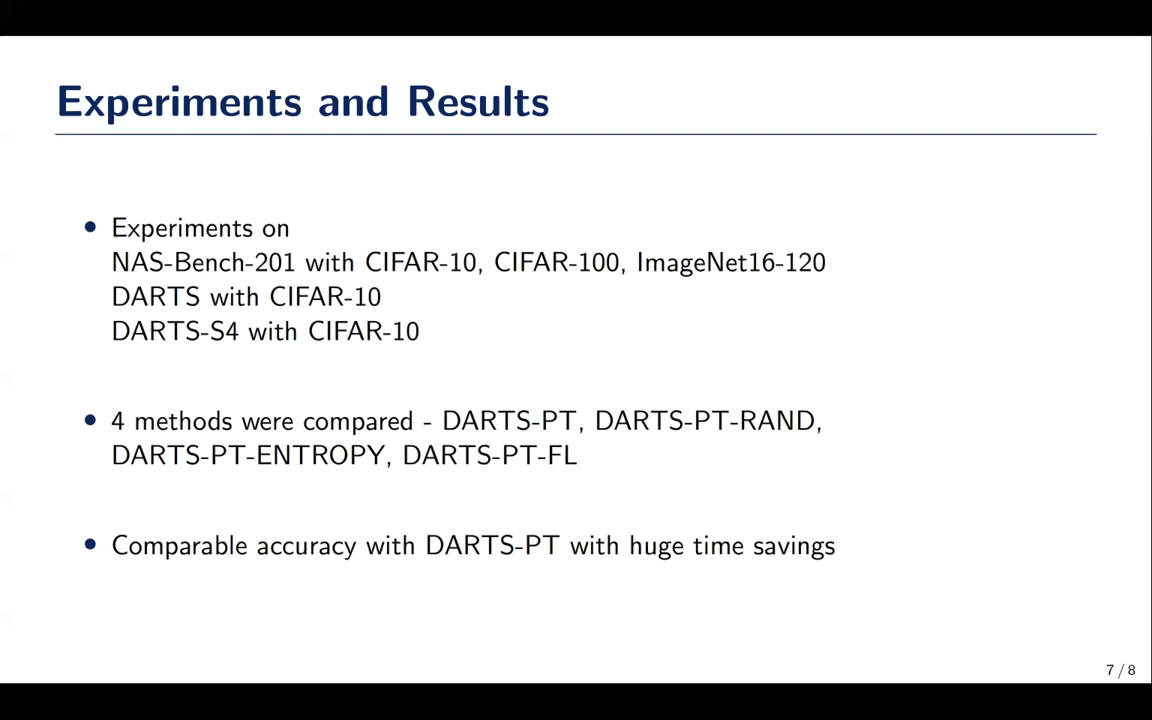 Experiments and Results
• Experiments on
NAS-Bench-201 with CIFAR-10, CIFAR-100, ImageNet16-120
DARTS with CIFAR-10
DARTS-S4 with CIFAR-10
• 4 methods were compared - DARTS-PT, DARTS-PT-RAND,
DARTS-PT-ENTROPY, DARTS-PT-FL
• Comparable accuracy with DARTS-PT with huge time savings
7 / 8